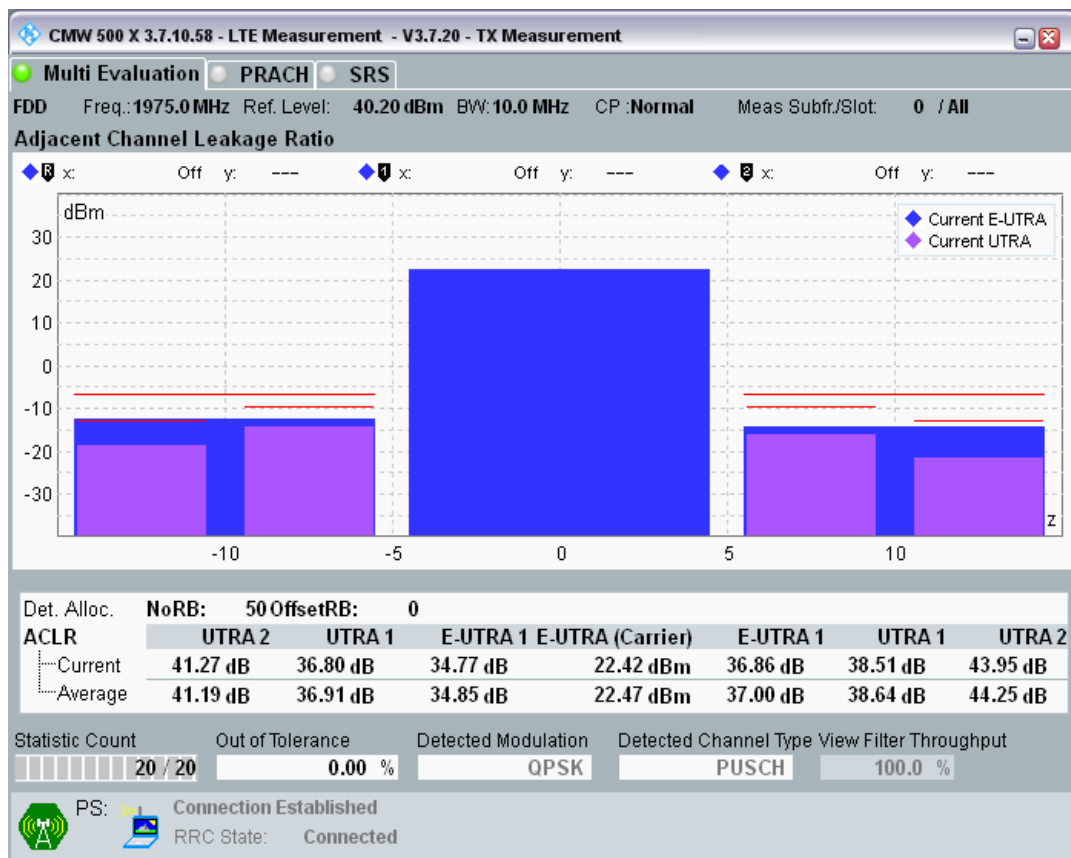 CMW 500 X 3.7.10.58 - LTE Measurement - V3.7.20 - TX Measurement
Multi Evaluation PRACH SRS
FDD Freq.:1975.0 MHz Ref. Level: 40.20 dBm BW:10.0 MHz CP :Normal Meas Subfr./Slot: 0 / All
Adjacent Channel Leakage Ratio
R x: Off y: --- 1 x: Off y: --- 2 x: Off y: ---
dBm
Current E-UTRA
Current UTRA
30
20
10
0
-10
-20
-30
z
-10 -5 0 5 10
Det. Alloc. NoRB: 50 OffsetRB: 0
ACLR UTRA 2 UTRA 1 E-UTRA 1 E-UTRA (Carrier) E-UTRA 1 UTRA 1 UTRA 2
Current 41.27 dB 36.80 dB 34.77 dB 22.42 dBm 36.86 dB 38.51 dB 43.95 dB
Average 41.19 dB 36.91 dB 34.85 dB 22.47 dBm 37.00 dB 38.64 dB 44.25 dB
Statistic Count Out of Tolerance Detected Modulation Detected Channel Type View Filter Throughput
20 / 20 0.00 % QPSK PUSCH 100.0 %
PS: Connection Established
RRC State: Connected